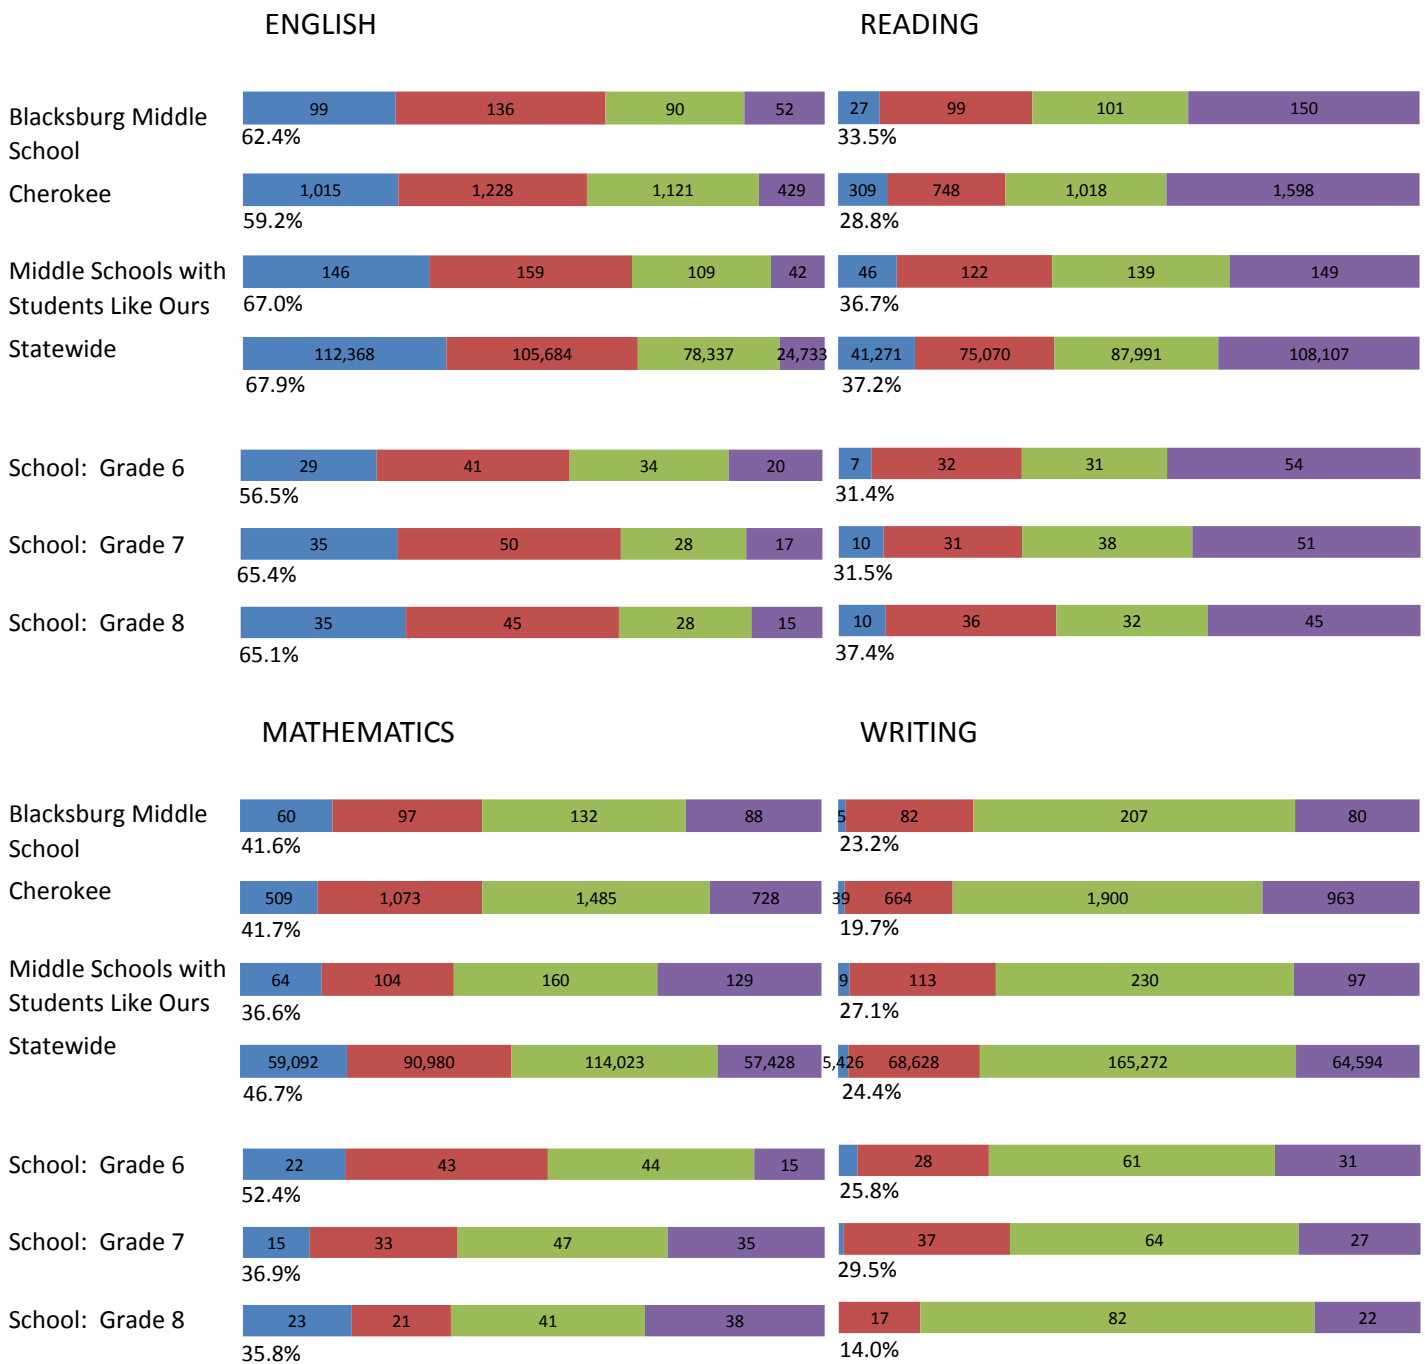 ENGLISH READING
Blacksburg Middle School
99 136 90 52
62.4%
27 99 101 150
33.5%
Cherokee
1,015 1,228 1,121 429
59.2%
309 748 1,018 1,598
28.8%
Middle Schools with
Students Like Ours
146 159 109 42
67.0%
46 122 139 149
36.7%
Statewide
112,368 105,684 78,337 24,733
67.9%
41,271 75,070 87,991 108,107
37.2%
School: Grade 6
29 41 34 20
56.5%
7 32 31 54
31.4%
School: Grade 7
35 50 28 17
65.4%
10 31 38 51
31.5%
School: Grade 8
35 45 28 15
65.1%
10 36 32 45
37.4%
MATHEMATICS WRITING
Blacksburg Middle
School
60 97 132 88
41.6%
5 82 207 80
23.2%
Cherokee
509 1,073 1,485 728
41.7%
39 664 1,900 963
19.7%
Middle Schools with
Students Like Ours
64 104 160 129
36.6%
9 113 230 97
27.1%
Statewide
59,092 90,980 114,023 57,428
46.7%
5,426 68,628 165,272 64,594
24.4%
School: Grade 6
22 43 44 15
52.4%
28 61 31
25.8%
School: Grade 7
15 33 47 35
36.9%
37 64 27
29.5%
School: Grade 8
23 21 41 38
35.8%
17 82 22
14.0%